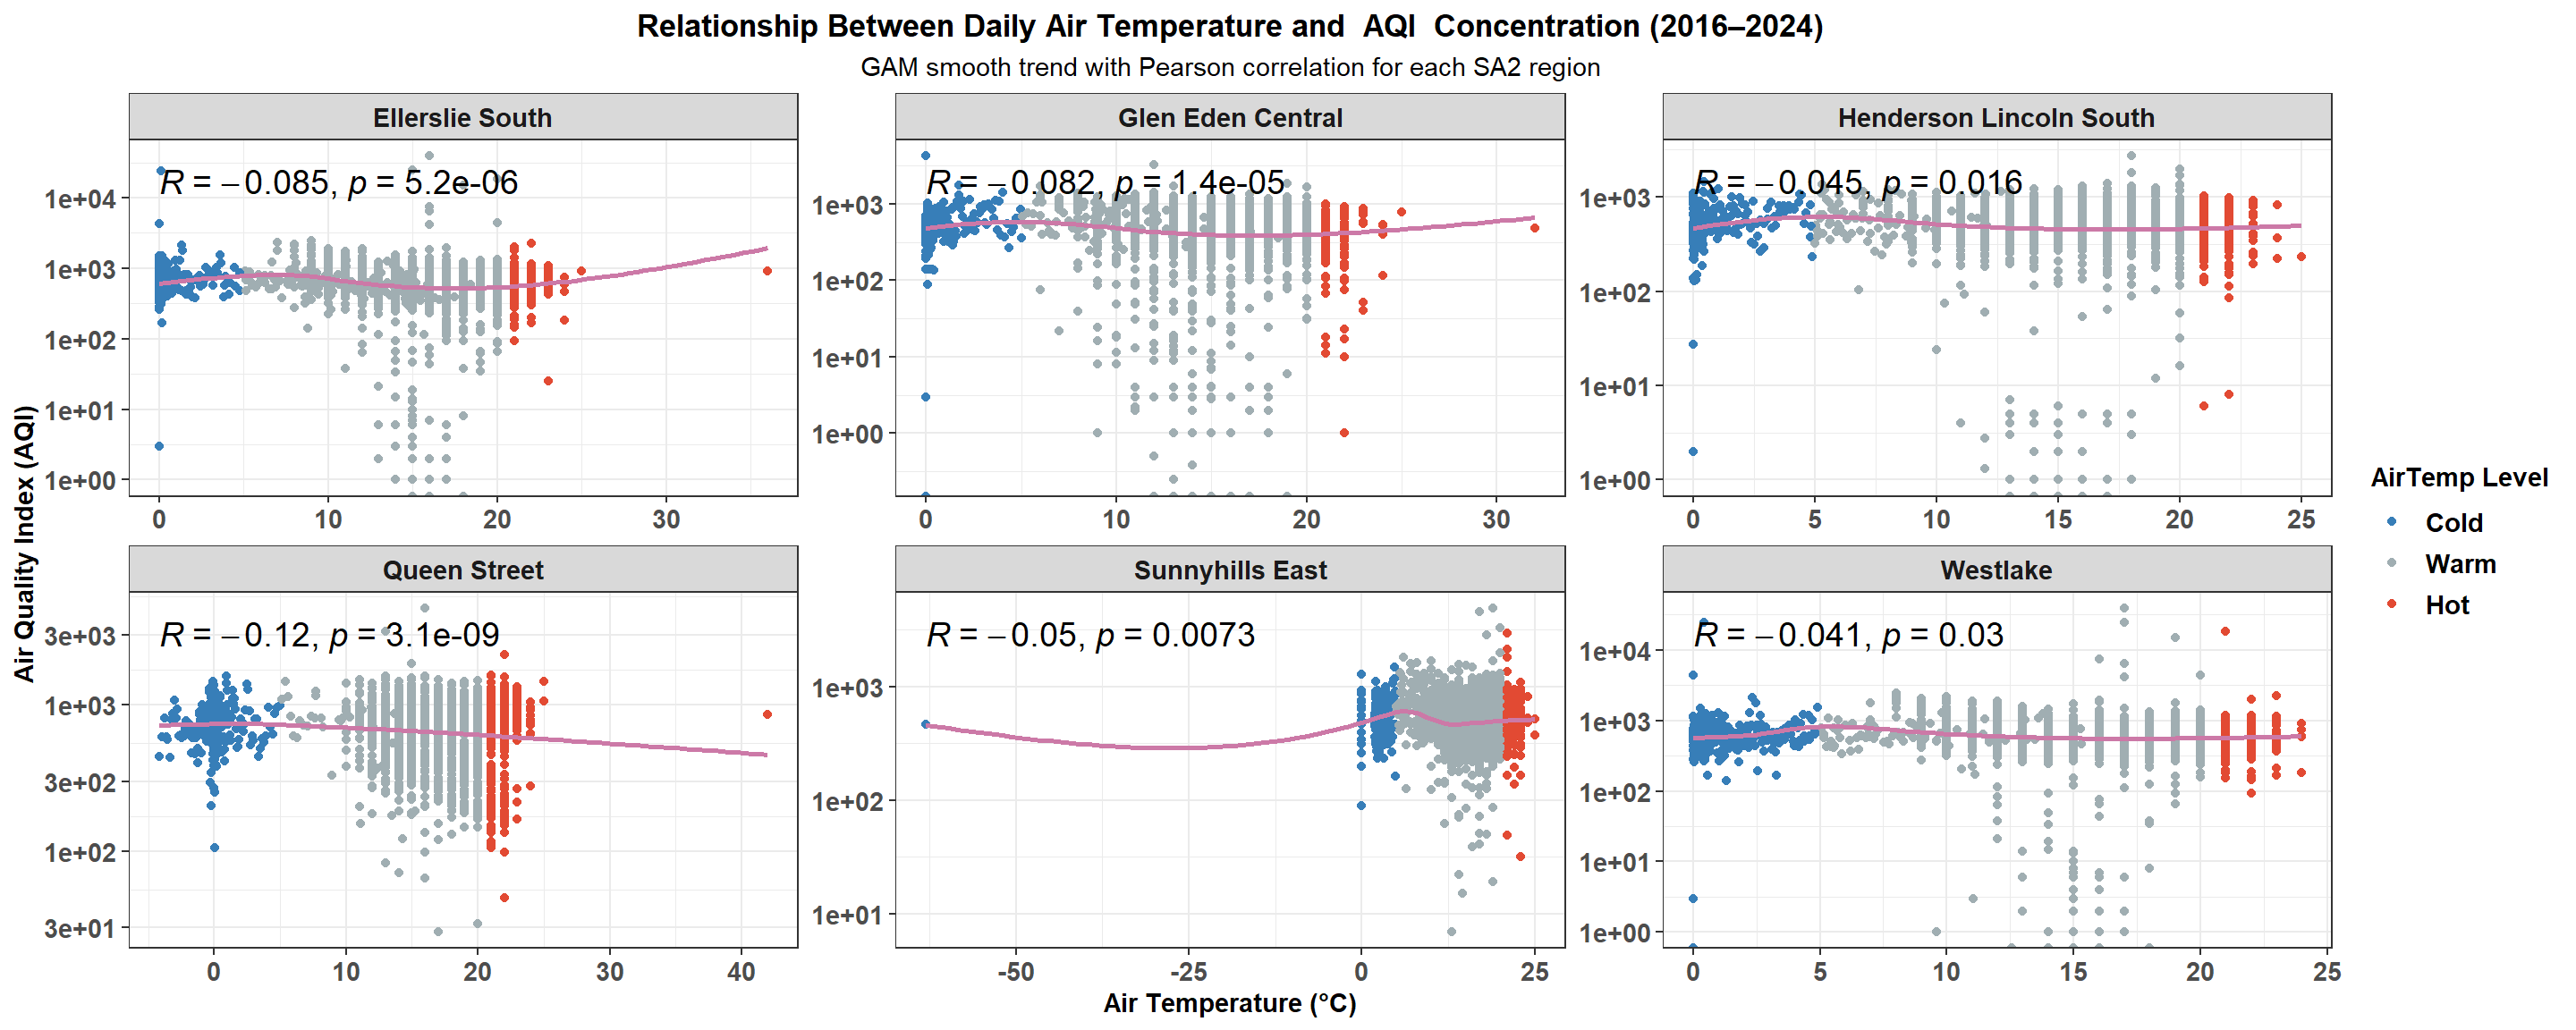 Relationship Between Daily Air Temperature and  AQI  Concentration (2016–2024)
GAM smooth trend with Pearson correlation for each SA2 region
Air Quality Index (AQI)
Ellerslie South
R = −0.085, p = 5.2e-06
1e+04
1e+03
1e+02
1e+01
1e+00
0 10 20 30
Glen Eden Central
R = −0.082, p = 1.4e-05
1e+03
1e+02
1e+01
1e+00
0 10 20 30
Henderson Lincoln South
R = −0.045, p = 0.016
1e+03
1e+02
1e+01
1e+00
0 5 10 15 20 25
Queen Street
R = −0.12, p = 3.1e-09
3e+03
1e+03
3e+02
1e+02
3e+01
0 10 20 30 40
Sunnyhills East
R = −0.05, p = 0.0073
1e+03
1e+02
1e+01
-50 -25 0 25
Westlake
R = −0.041, p = 0.03
1e+04
1e+03
1e+02
1e+01
1e+00
0 5 10 15 20 25
Air Temperature (°C)
AirTemp Level
Cold
Warm
Hot